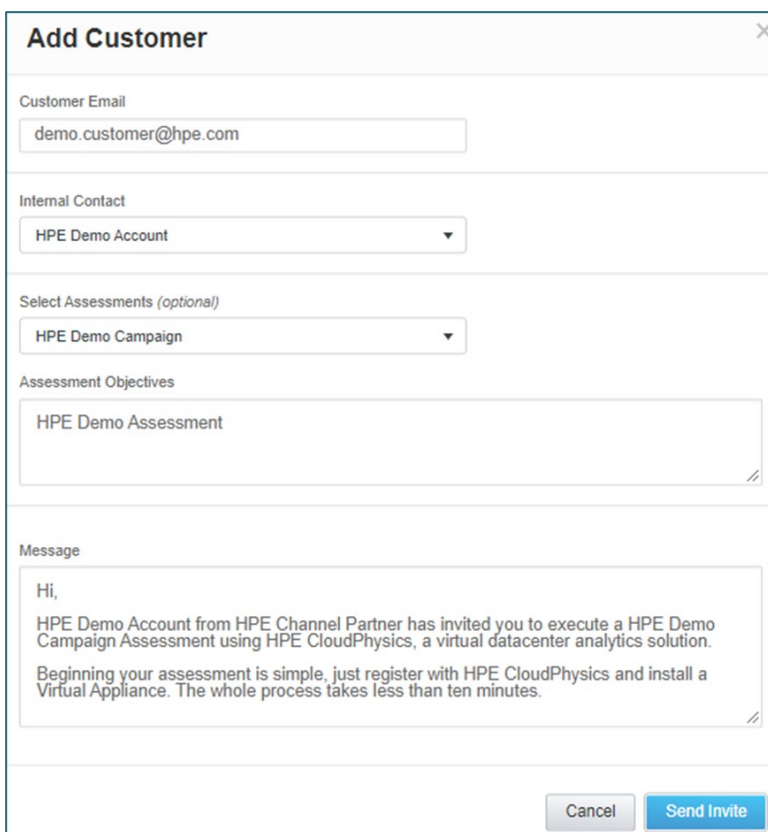 Add Customer
Customer Email
demo.customer@hpe.com
Internal Contact
HPE Demo Account
Select Assessments (optional)
HPE Demo Campaign
Assessment Objectives
HPE Demo Assessment
Message
Hi,
HPE Demo Account from HPE Channel Partner has invited you to execute a HPE Demo
Campaign Assessment using HPE CloudPhysics, a virtual datacenter analytics solution.
Beginning your assessment is simple, just register with HPE CloudPhysics and install a
Virtual Appliance. The whole process takes less than ten minutes.
Cancel
Send Invite